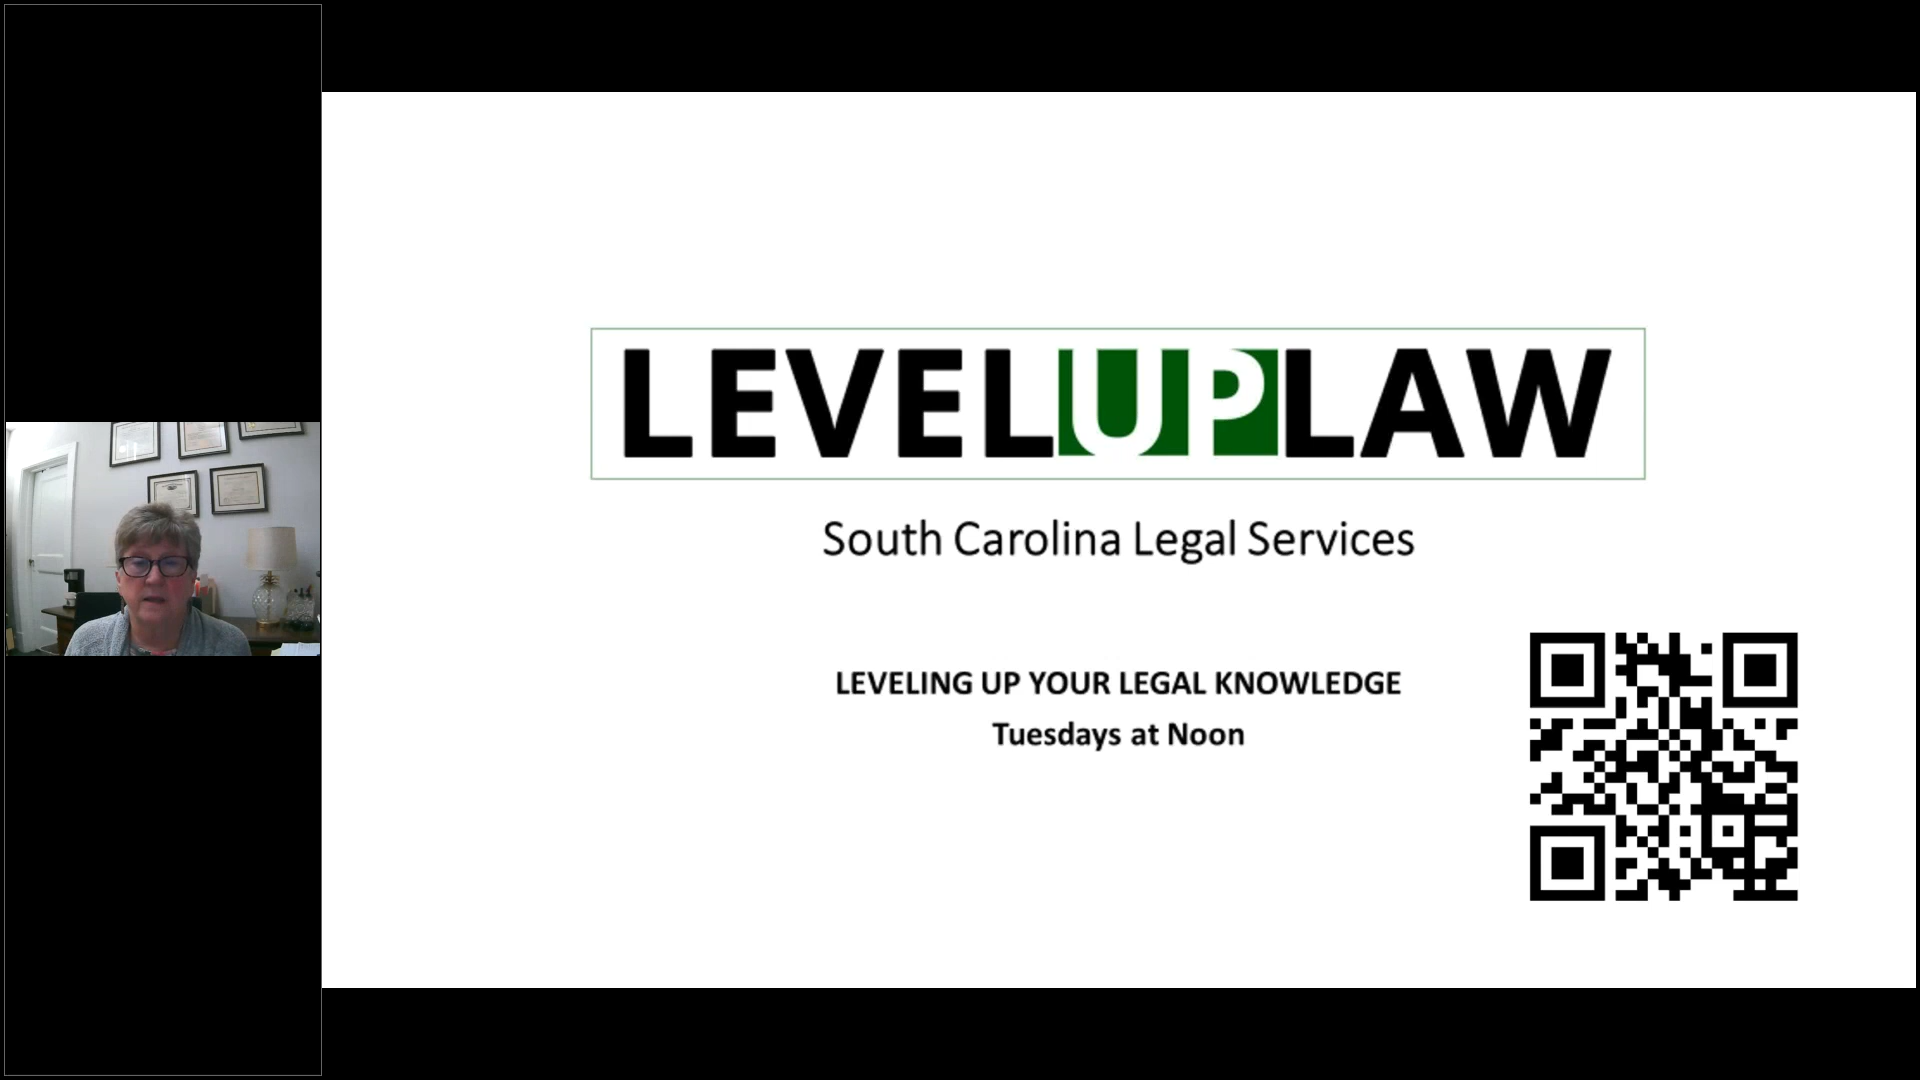 LEVELUPLAW
South Carolina Legal Services
LEVELING UP YOUR LEGAL KNOWLEDGE
Tuesdays at Noon